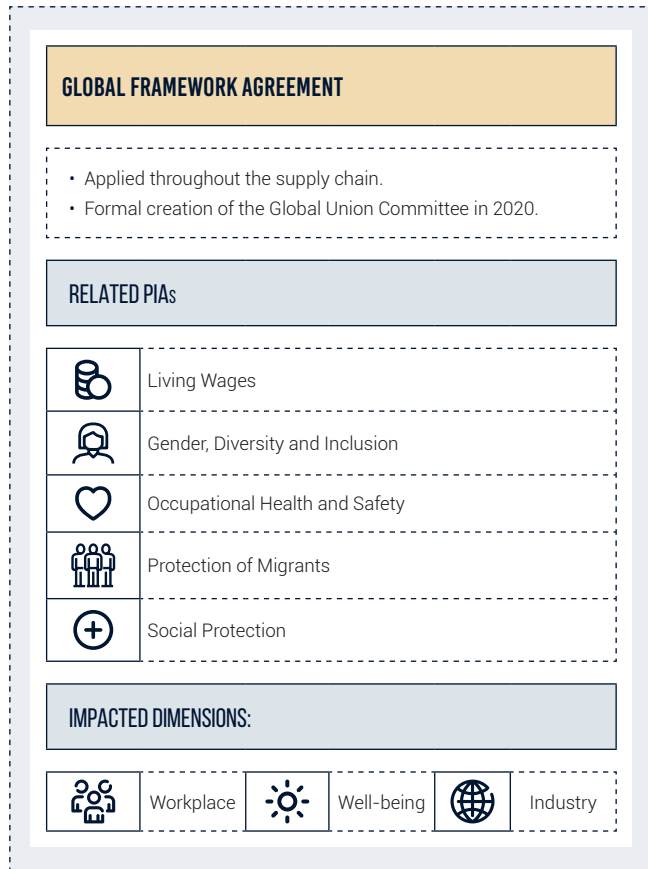 GLOBAL FRAMEWORK AGREEMENT
• Applied throughout the supply chain.
• Formal creation of the Global Union Committee in 2020.
RELATED PIAs
Living Wages
Gender, Diversity and Inclusion
Occupational Health and Safety
Protection of Migrants
Social Protection
IMPACTED DIMENSIONS:
Workplace Well-being Industry